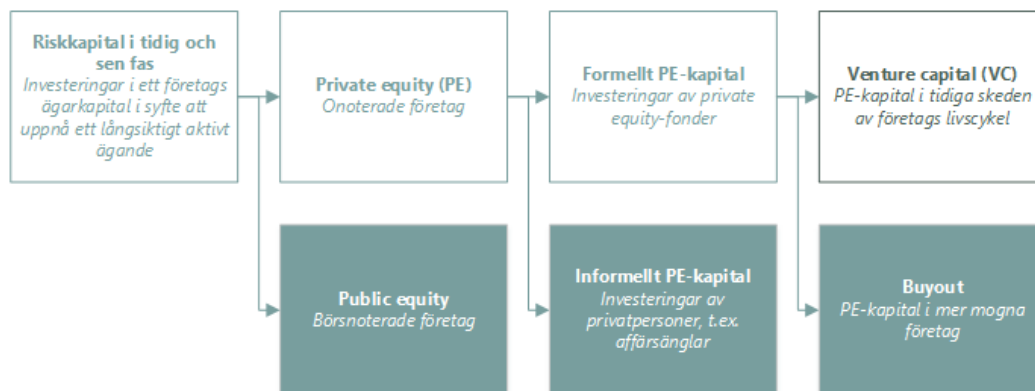 Riskkapital i tidig och
sen fas
Investeringar i ett företags
ägarkapital i syfte att
uppnå ett långsiktigt aktivt
ägande
Private equity (PE)
Onoterade företag
Formellt PE-kapital
Investeringar av private
equity-fonder
Venture capital (VC)
PE-kapital i tidiga skeden
av företags livscykel
Public equity
Börsnoterade företag
Informellt PE-kapital
Investeringar av
privatpersoner, t.ex.
affärsänglar
Buyout
PE-kapital i mer mogna
företag